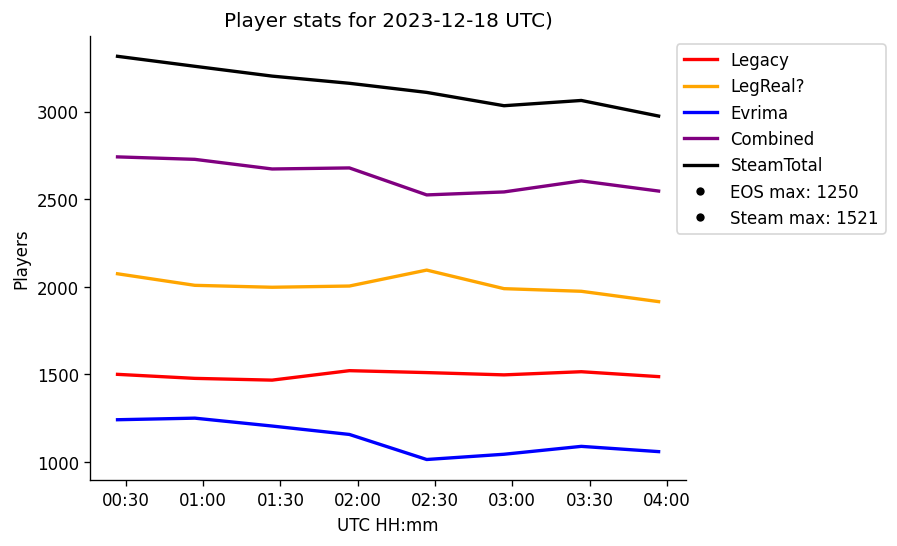 Player stats for 2023-12-18 UTC)
Legacy
LegReal?
Evrima
Combined
SteamTotal
EOS max: 1250
Steam max: 1521
Players
3000
2500
2000
1500
1000
00:30 01:00 01:30 02:00 02:30 03:00 03:30 04:00
UTC HH:mm